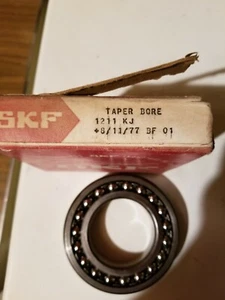 SKF
TAPER BORE
1211 KJ
*8/11/77 BF 01